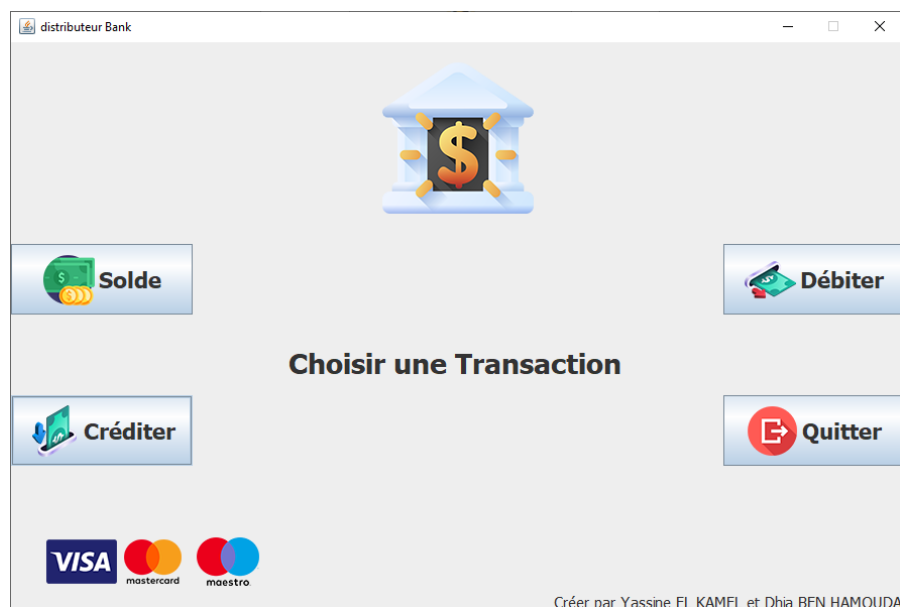 distributeur Bank
$
Solde
Débiter
Choisir une Transaction
Créditer
Quitter
VISA
mastercard
maestro
Créer par Yassine EL KAMEL et Dhia BEN HAMOUDA